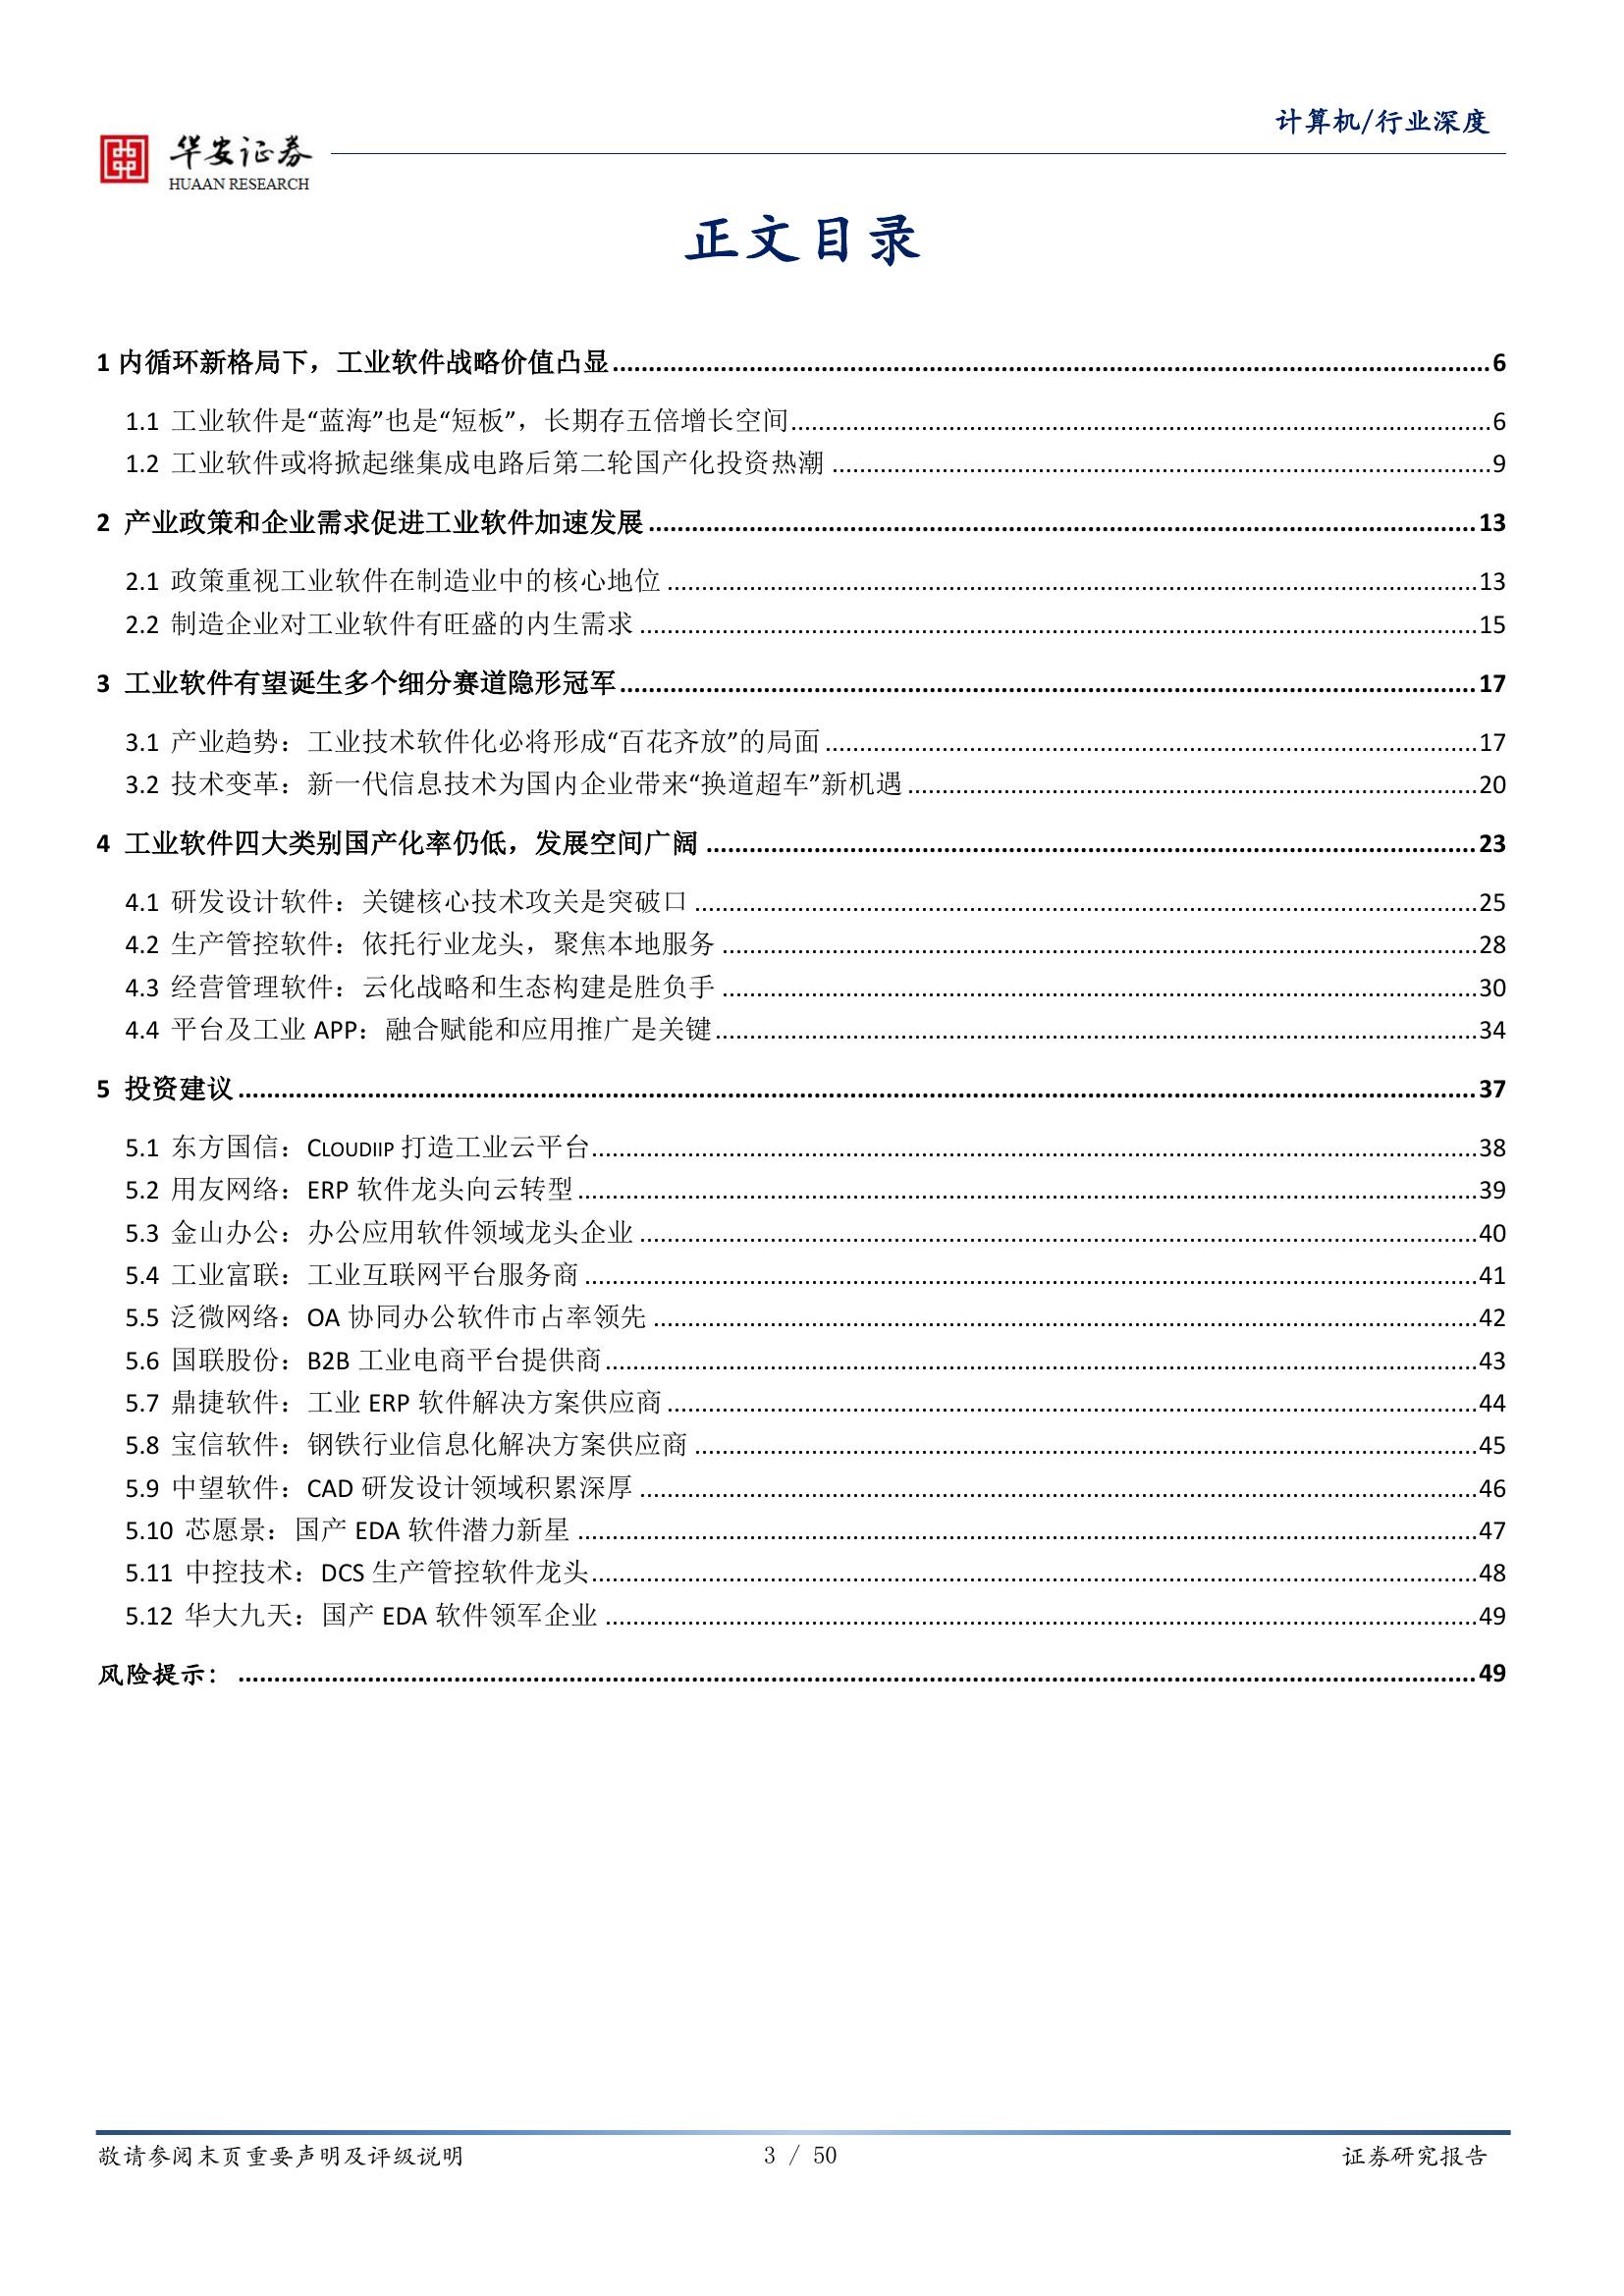 计算机/行业深度
华安证券
HUAAN RESEARCH
正文目录
1 内循环新格局下，工业软件战略价值凸显 6
1.1 工业软件是“蓝海”也是“短板”，长期存五倍增长空间 6
1.2 工业软件或将掀起继集成电路后第二轮国产化投资热潮 9
2 产业政策和企业需求促进工业软件加速发展 13
2.1 政策重视工业软件在制造业中的核心地位 13
2.2 制造企业对工业软件有旺盛的内生需求 15
3 工业软件有望诞生多个细分赛道隐形冠军 17
3.1 产业趋势：工业技术软件化必将形成“百花齐放”的局面 17
3.2 技术变革：新一代信息技术为国内企业带来“换道超车”新机遇 20
4 工业软件四大类别国产化率仍低，发展空间广阔 23
4.1 研发设计软件：关键核心技术攻关是突破口 25
4.2 生产管控软件：依托行业龙头，聚焦本地服务 28
4.3 经营管理软件：云化战略和生态构建是胜负手 30
4.4 平台及工业 APP：融合赋能和应用推广是关键 34
5 投资建议 37
5.1 东方国信：CLOUDIIP 打造工业云平台 38
5.2 用友网络：ERP 软件龙头向云转型 39
5.3 金山办公：办公应用软件领域龙头企业 40
5.4 工业富联：工业互联网平台服务商 41
5.5 泛微网络：OA 协同办公软件市占率领先 42
5.6 国联股份：B2B 工业电商平台提供商 43
5.7 鼎捷软件：工业 ERP 软件解决方案供应商 44
5.8 宝信软件：钢铁行业信息化解决方案供应商 45
5.9 中望软件：CAD 研发设计领域积累深厚 46
5.10 芯愿景：国产 EDA 软件潜力新星 47
5.11 中控技术：DCS 生产管控软件龙头 48
5.12 华大九天：国产 EDA 软件领军企业 49
风险提示： 49
敬请参阅末页重要声明及评级说明 3 / 50 证券研究报告